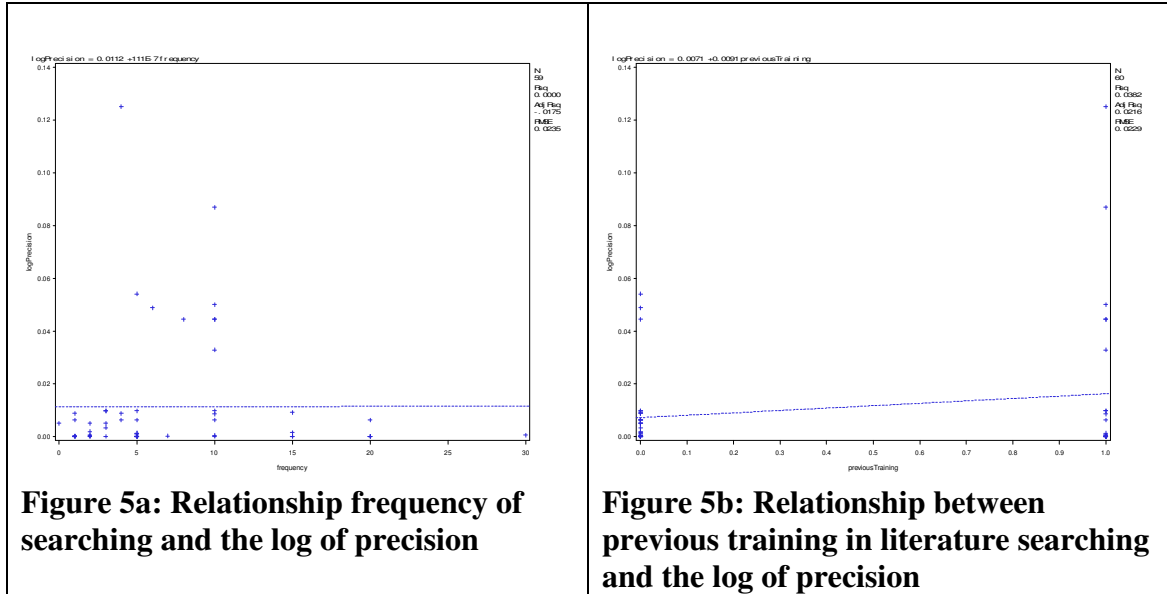 logPrecision = 0.0112 +111E-7 frequency
0.14
0.12
0.10
0.08
0.06
0.04
0.02
0.00
logPrecision
0
5
10
15
20
25
30
frequency
N
59
Rsq
0.0000
Adj Rsq
-.0175
RMSE
0.0235
Figure 5a: Relationship frequency of
searching and the log of precision
logPrecision = 0.0071 +0.0091 previousTraining
0.14
0.12
0.10
0.08
0.06
0.04
0.02
0.00
logPrecision
0.0
0.1
0.2
0.3
0.4
0.5
0.6
0.7
0.8
0.9
1.0
previousTraining
N
60
Rsq
0.0382
Adj Rsq
0.0216
RMSE
0.0229
Figure 5b: Relationship between
previous training in literature searching
and the log of precision